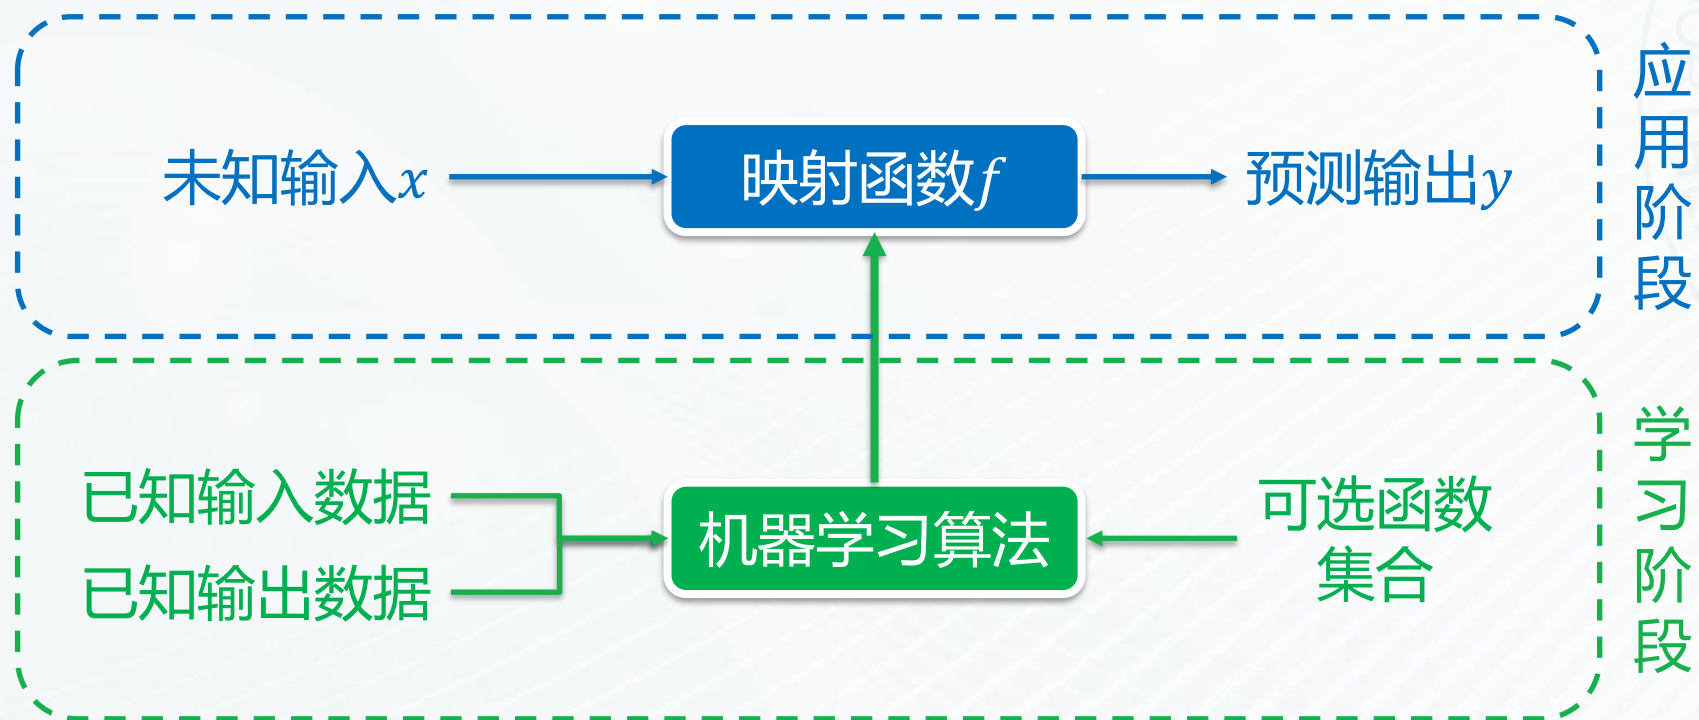 未知输入x
映射函数f
预测输出y
应用阶段
已知输入数据
已知输出数据
机器学习算法
可选函数
集合
学习阶段